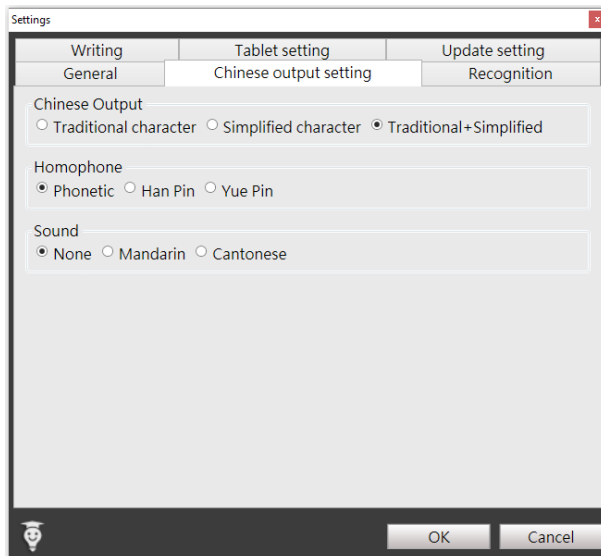 Settings
x
Writing Tablet setting Update setting
General Chinese output setting Recognition
Chinese Output
Traditional character Simplified character Traditional+Simplified
Homophone
Phonetic Han Pin Yue Pin
Sound
None Mandarin Cantonese
OK Cancel